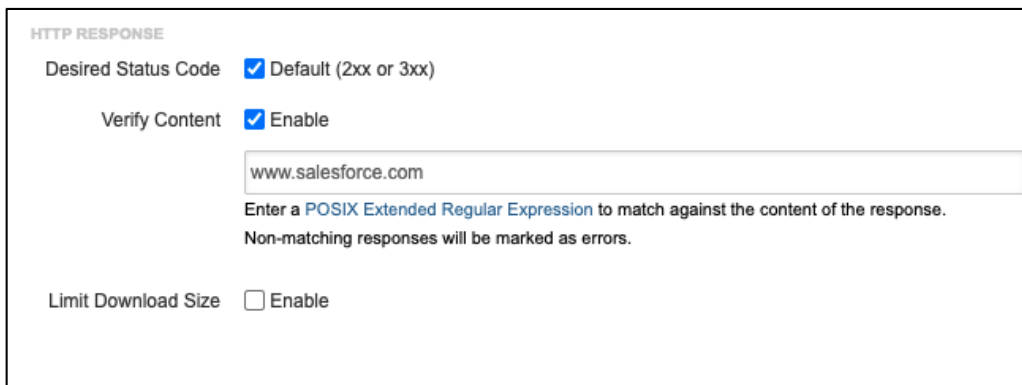 HTTP RESPONSE
Desired Status Code Default (2xx or 3xx)
Verify Content Enable
www.salesforce.com
Enter a POSIX Extended Regular Expression to match against the content of the response.
Non-matching responses will be marked as errors.
Limit Download Size Enable